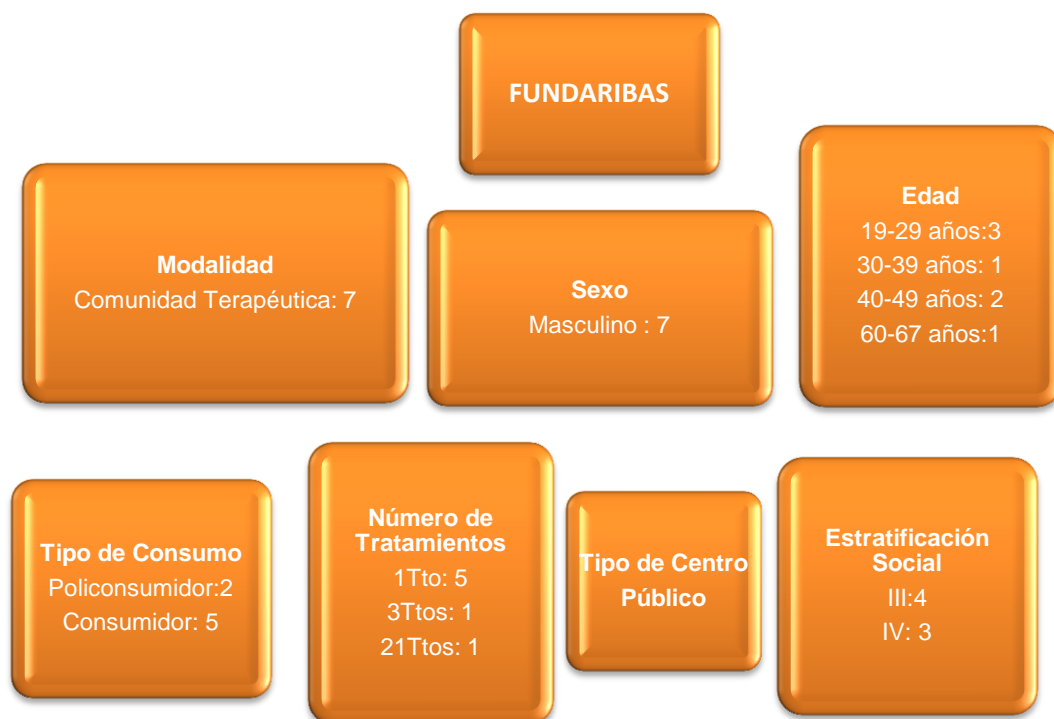 FUNDARIBAS
Modalidad
Comunidad Terapéutica: 7
Sexo
Masculino : 7
Edad
19-29 años:3
30-39 años: 1
40-49 años: 2
60-67 años:1
Tipo de Consumo
Policonsumidor:2
Consumidor: 5
Número de
Tratamientos
1Tto: 5
3Ttos: 1
21Ttos: 1
Tipo de Centro
Público
Estratificación
Social
III:4
IV: 3